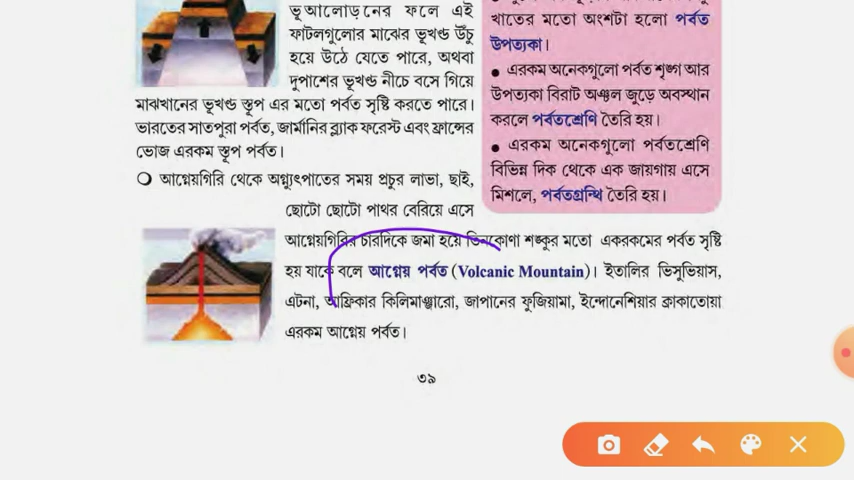 ভূআলোড়নের ফলে এই
ফাটলগুলোর মাঝের ভূখণ্ড উঁচু
হয়ে উঠে যেতে পারে, অথবা
দুপাশের ভূখণ্ড নীচে বসে গিয়ে
মাঝখানের ভূখণ্ড স্তূপ এর মতো পর্বত সৃষ্টি করতে পারে।
ভারতের সাতপুরা পর্বত, জার্মানির ব্ল্যাক ফরেস্ট এবং ফ্রান্সের
ভোজ এরকম স্তূপ পর্বত।
খাতের মতো অংশটা হলো পর্বত
উপত্যকা।
● এরকম অনেকগুলো পর্বত শৃঙ্গ আর
উপত্যকা বিরাট অঞ্চল জুড়ে অবস্থান
করলে পর্বতশ্রেণি তৈরি হয়।
● এরকম অনেকগুলো পর্বতশ্রেণি
বিভিন্ন দিক থেকে এক জায়গায় এসে
মিশলে, পর্বতগ্রন্থি তৈরি হয়।
❍ আগ্নেয়গিরি থেকে অগ্ন্যুৎপাতের সময় প্রচুর লাভা, ছাই,
ছোটো ছোটো পাথর বেরিয়ে এসে
আগ্নেয়গিরির চারদিকে জমা হয়ে তিনকোণা শঙ্কুর মতো একরকমের পর্বত সৃষ্টি
হয় যাকে বলে আগ্নেয় পর্বত (Volcanic Mountain)। ইতালির ভিসুভিয়াস,
এটনা, আফ্রিকার কিলিমাঞ্জারো, জাপানের ফুজিয়ামা, ইন্দোনেশিয়ার ক্রাকাতোয়া
এরকম আগ্নেয় পর্বত।
৩৯